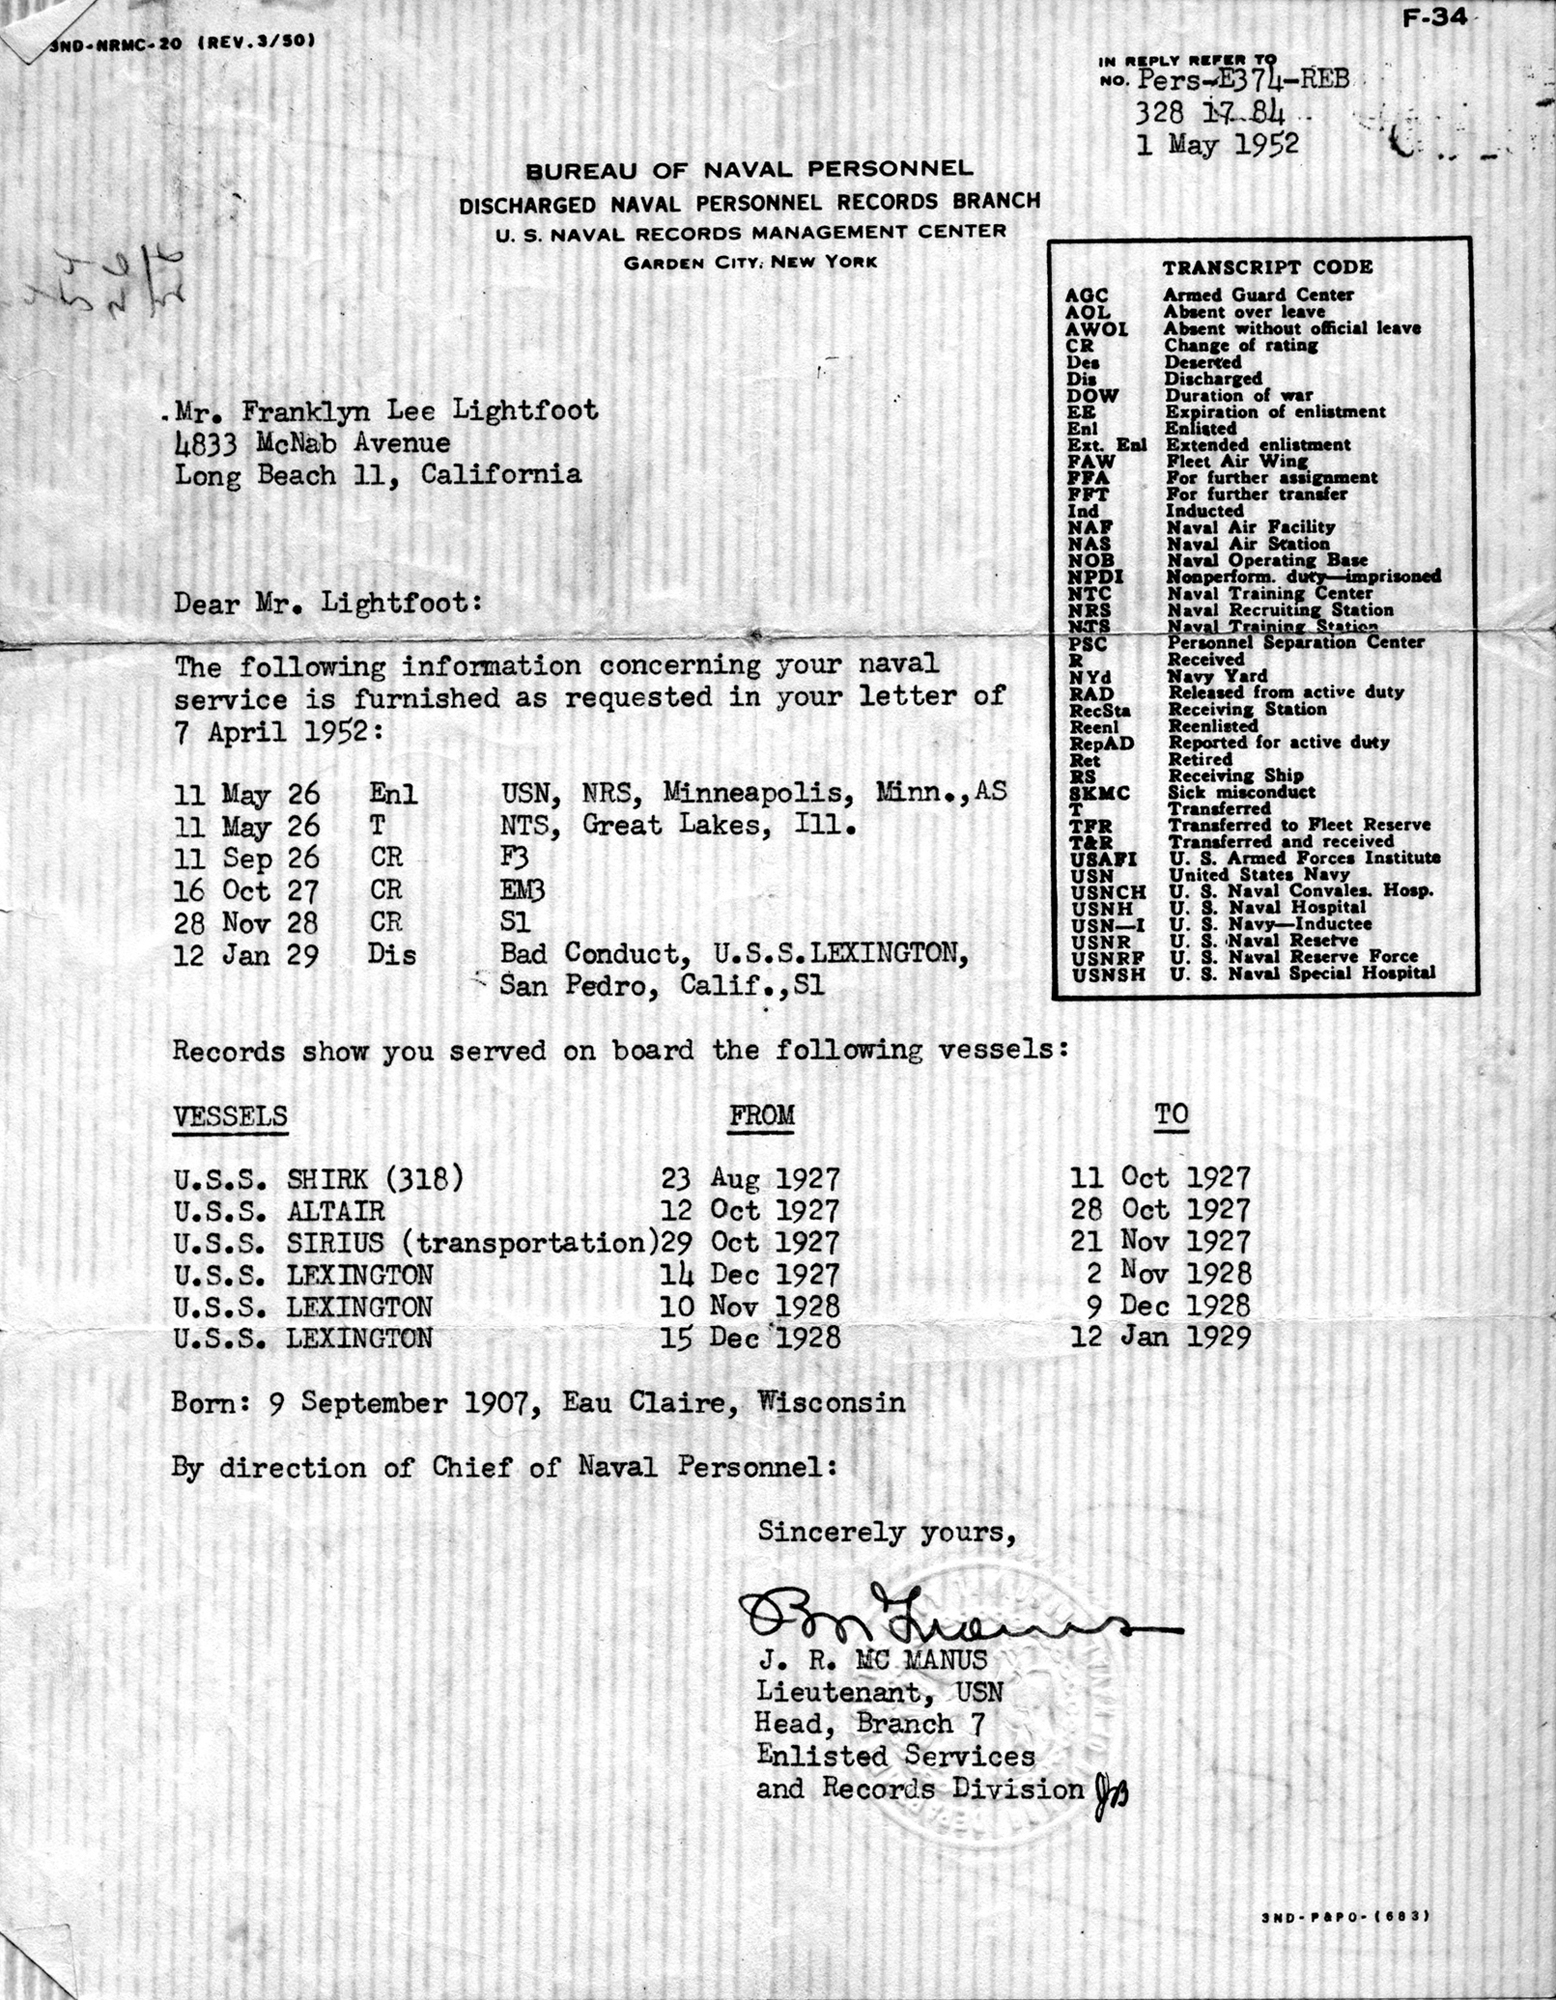 3ND-NRMC-20 (REV.3/50)
F-34
IN REPLY REFER TO
NO. Pers-E374-REB
328 17 84
1 May 1952
BUREAU OF NAVAL PERSONNEL
DISCHARGED NAVAL PERSONNEL RECORDS BRANCH
U. S. NAVAL RECORDS MANAGEMENT CENTER
GARDEN CITY, NEW YORK
TRANSCRIPT CODE
AGC Armed Guard Center
AOL Absent over leave
AWOL Absent without official leave
CR Change of rating
Des Deserted
Dis Discharged
DOW Duration of war
EE Expiration of enlistment
Enl Enlisted
Ext. Enl Extended enlistment
FAW Fleet Air Wing
FFA For further assignment
FFT For further transfer
Ind Inducted
NAF Naval Air Facility
NAS Naval Air Station
NOB Naval Operating Base
NPDI Nonperform. duty—imprisoned
NTC Naval Training Center
NRS Naval Recruiting Station
NTS Naval Training Station
PSC Personnel Separation Center
R Received
NYd Navy Yard
RAD Released from active duty
RecSta Receiving Station
Reenl Reenlisted
RepAD Reported for active duty
Ret Retired
RS Receiving Ship
SKMC Sick misconduct
T Transferred
TFR Transferred to Fleet Reserve
T&R Transferred and received
USAFI U. S. Armed Forces Institute
USN United States Navy
USNCH U. S. Naval Convales. Hosp.
USNH U. S. Naval Hospital
USN—I U. S. Navy—Inductee
USNR U. S. Naval Reserve
USNRF U. S. Naval Reserve Force
USNSH U. S. Naval Special Hospital
Mr. Franklyn Lee Lightfoot
4833 McNab Avenue
Long Beach 11, California
Dear Mr. Lightfoot:
The following information concerning your naval
service is furnished as requested in your letter of
7 April 1952:
11 May 26 Enl USN, NRS, Minneapolis, Minn.,AS
11 May 26 T NTS, Great Lakes, Ill.
11 Sep 26 CR F3
16 Oct 27 CR EM3
28 Nov 28 CR S1
12 Jan 29 Dis Bad Conduct, U.S.S.LEXINGTON,
San Pedro, Calif.,S1
Records show you served on board the following vessels:
VESSELS FROM TO
U.S.S. SHIRK (318) 23 Aug 1927 11 Oct 1927
U.S.S. ALTAIR 12 Oct 1927 28 Oct 1927
U.S.S. SIRIUS (transportation)29 Oct 1927 21 Nov 1927
U.S.S. LEXINGTON 14 Dec 1927 2 Nov 1928
U.S.S. LEXINGTON 10 Nov 1928 9 Dec 1928
U.S.S. LEXINGTON 15 Dec 1928 12 Jan 1929
Born: 9 September 1907, Eau Claire, Wisconsin
By direction of Chief of Naval Personnel:
Sincerely yours,
J. R. MC MANUS
Lieutenant, USN
Head, Branch 7
Enlisted Services
and Records Division
3ND-P&PO-(683)